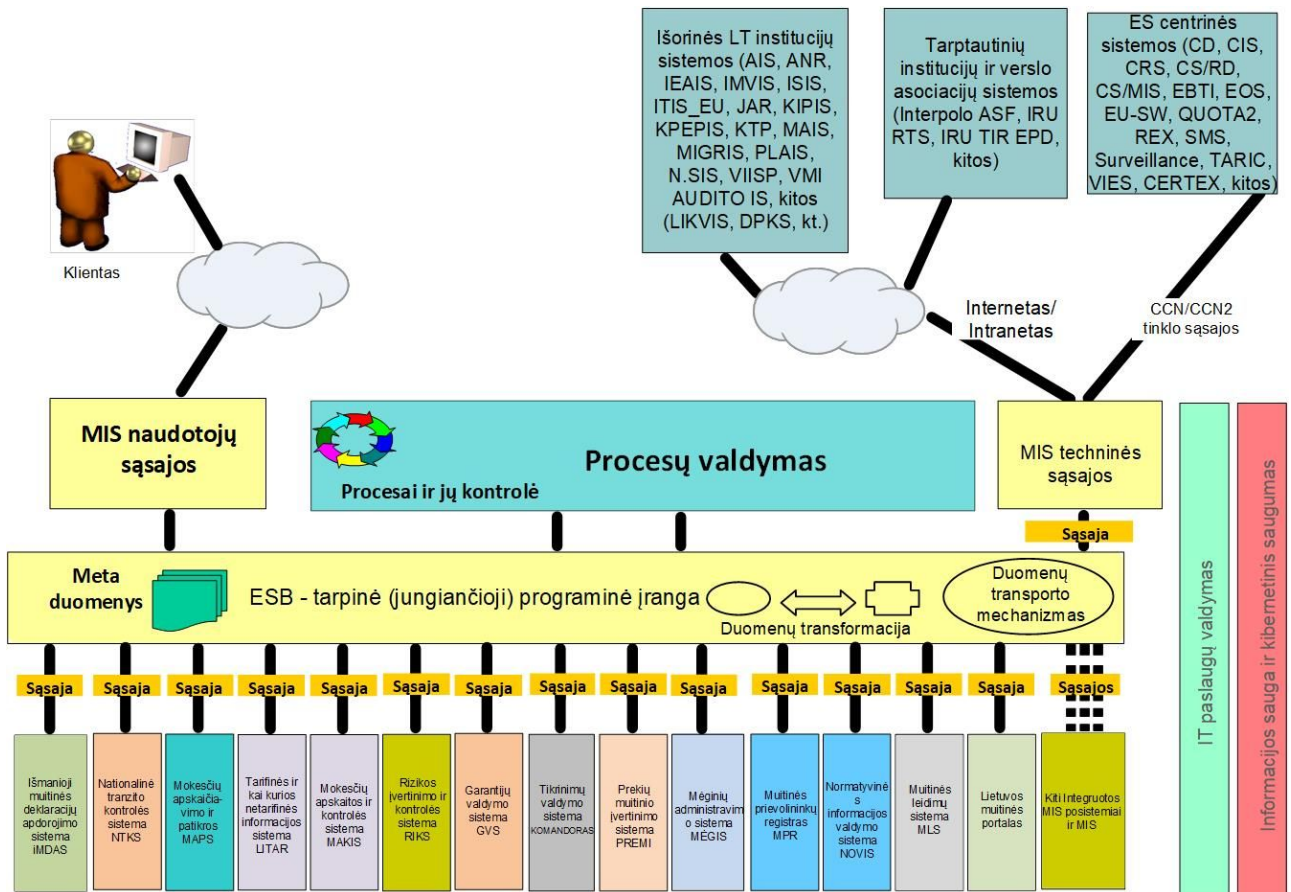 Išorinės LT institucijų
sistemos (AIS, ANR,
IEAIS, IMVIS, ISIS,
ITIS_EU, JAR, KIPIS,
KPEPIS, KTP, MAIS,
MIGRIS, PLAIS,
N.SIS, VIISP, VMI
AUDITO IS, kitos
(LIKVIS, DPKS, kt.)
Tarptautinių
institucijų ir verslo
asociacijų sistemos
(Interpolo ASF, IRU
RTS, IRU TIR EPD,
kitos)
ES centrinės
sistemos (CD, CIS,
CRS, CS/RD,
CS/MIS, EBTI, EOS,
EU-SW, QUOTA2,
REX, SMS,
Surveillance, TARIC,
VIES, CERTEX, kitos)
Klientas
Internetas/
Intranetas
CCN/CCN2
tinklo sąsajos
MIS naudotojų
sąsajos
Procesų valdymas
Procesai ir jų kontrolė
MIS techninės
sąsajos
Sąsaja
Meta
duomenys
ESB - tarpinė (jungiančioji) programinė įranga
Duomenų transformacija
Duomenų
transporto
mechanizmas
Sąsaja
Sąsaja
Sąsaja
Sąsaja
Sąsaja
Sąsaja
Sąsaja
Sąsaja
Sąsaja
Sąsaja
Sąsaja
Sąsaja
Sąsaja
Sąsaja
Sąsajos
Išmanioji
muitinės
deklaracijų
apdorojimo
sistema
iMDAS
Nationalinė
tranzito
kontrolės
sistema
NTKS
Mokesčių
apskaičia-
vimo ir
patikros
MAPS
Tarifinės ir
kai kurios
netarifinės
informacijos
sistema
LITAR
Mokesčių
apskaitos ir
kontrolės
sistema
MAKIS
Rizikos
įvertinimo ir
kontrolės
sistema
RIKS
Garantijų
valdymo
sistema
GVS
Tikrinimų
valdymo
sistema
KOMANDORAS
Prekių
muitinio
įvertinimo
sistema
PREMI
Mėginių
administravim
o sistema
MĖGIS
Muitinės
prievolininkų
registras
MPR
Normatyvinė
s
informacijos
valdymo
sistema
NOVIS
Muitinės
leidimų
sistema
MLS
Lietuvos
muitinės
portalas
Kiti Integruotos
MIS posistemiai
ir MIS
IT paslaugų valdymas
Informacijos sauga ir kibernetinis saugumas